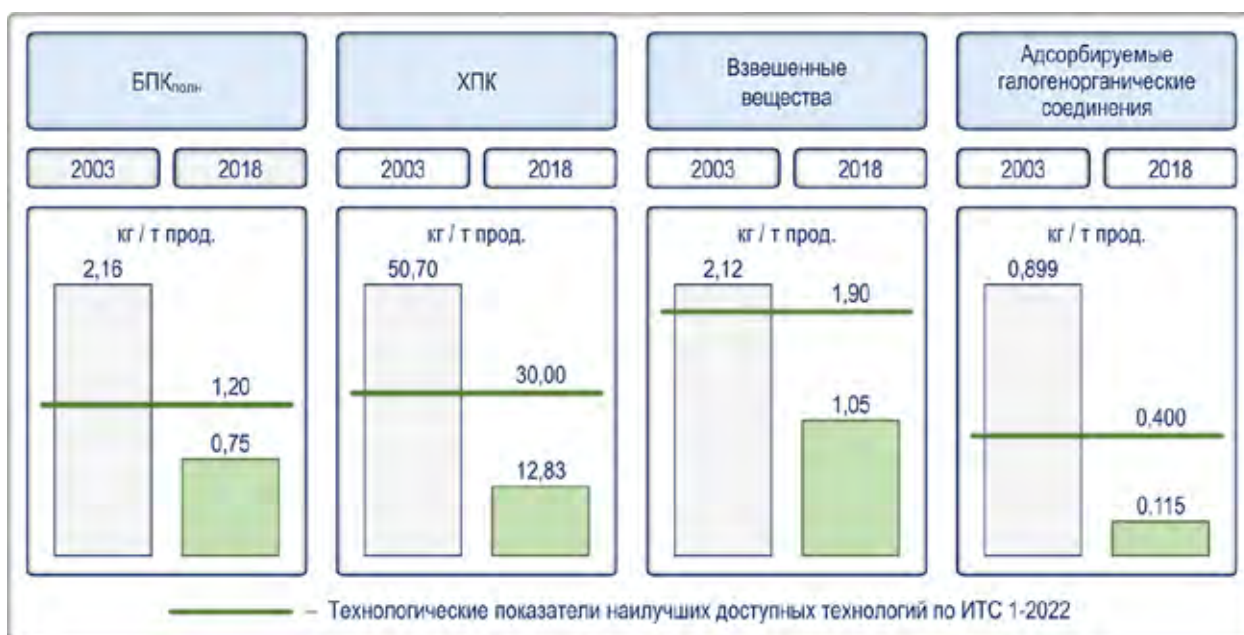 БПКполн
ХПК
Взвешенные
вещества
Адсорбируемые
галогенорганические
соединения
2003
2018
2003
2018
2003
2018
2003
2018
кг / т прод.
2,16
1,20
0,75
кг / т прод.
50,70
30,00
12,83
кг / т прод.
2,12
1,90
1,05
кг / т прод.
0,899
0,400
0,115
– Технологические показатели наилучших доступных технологий по ИТС 1-2022